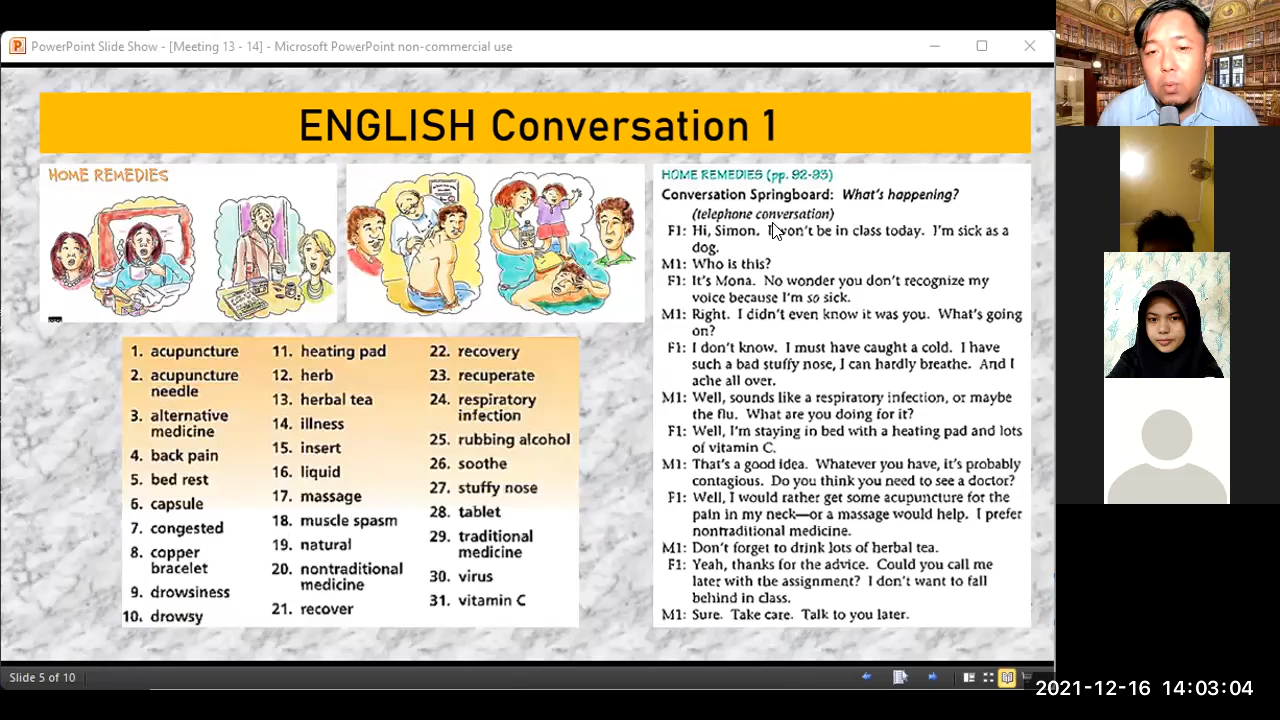 PowerPoint Slide Show - [Meeting 13 - 14] - Microsoft PowerPoint non-commercial use
ENGLISH Conversation 1
HOME REMEDIES
1. acupuncture
2. acupuncture
needle
3. alternative
medicine
4. back pain
5. bed rest
6. capsule
7. congested
8. copper
bracelet
9. drowsiness
10. drowsy
11. heating pad
12. herb
13. herbal tea
14. illness
15. insert
16. liquid
17. massage
18. muscle spasm
19. natural
20. nontraditional
medicine
21. recover
22. recovery
23. recuperate
24. respiratory
infection
25. rubbing alcohol
26. soothe
27. stuffy nose
28. tablet
29. traditional
medicine
30. virus
31. vitamin C
HOME REMEDIES (pp. 92-93)
Conversation Springboard: What's happening?
(telephone conversation)
F1: Hi, Simon. I won't be in class today. I'm sick as a
dog.
M1: Who is this?
F1: It's Mona. No wonder you don't recognize my
voice because I'm so sick.
M1: Right. I didn't even know it was you. What's going
on?
F1: I don't know. I must have caught a cold. I have
such a bad stuffy nose, I can hardly breathe. And I
ache all over.
M1: Well, sounds like a respiratory infection, or maybe
the flu. What are you doing for it?
F1: Well, I'm staying in bed with a heating pad and lots
of vitamin C.
M1: That's a good idea. Whatever you have, it's probably
contagious. Do you think you need to see a doctor?
F1: Well, I would rather get some acupuncture for the
pain in my neck—or a massage would help. I prefer
nontraditional medicine.
M1: Don't forget to drink lots of herbal tea.
F1: Yeah, thanks for the advice. Could you call me
later with the assignment? I don't want to fall
behind in class.
M1: Sure. Take care. Talk to you later.
Slide 5 of 10
2021-12-16 14:03:04